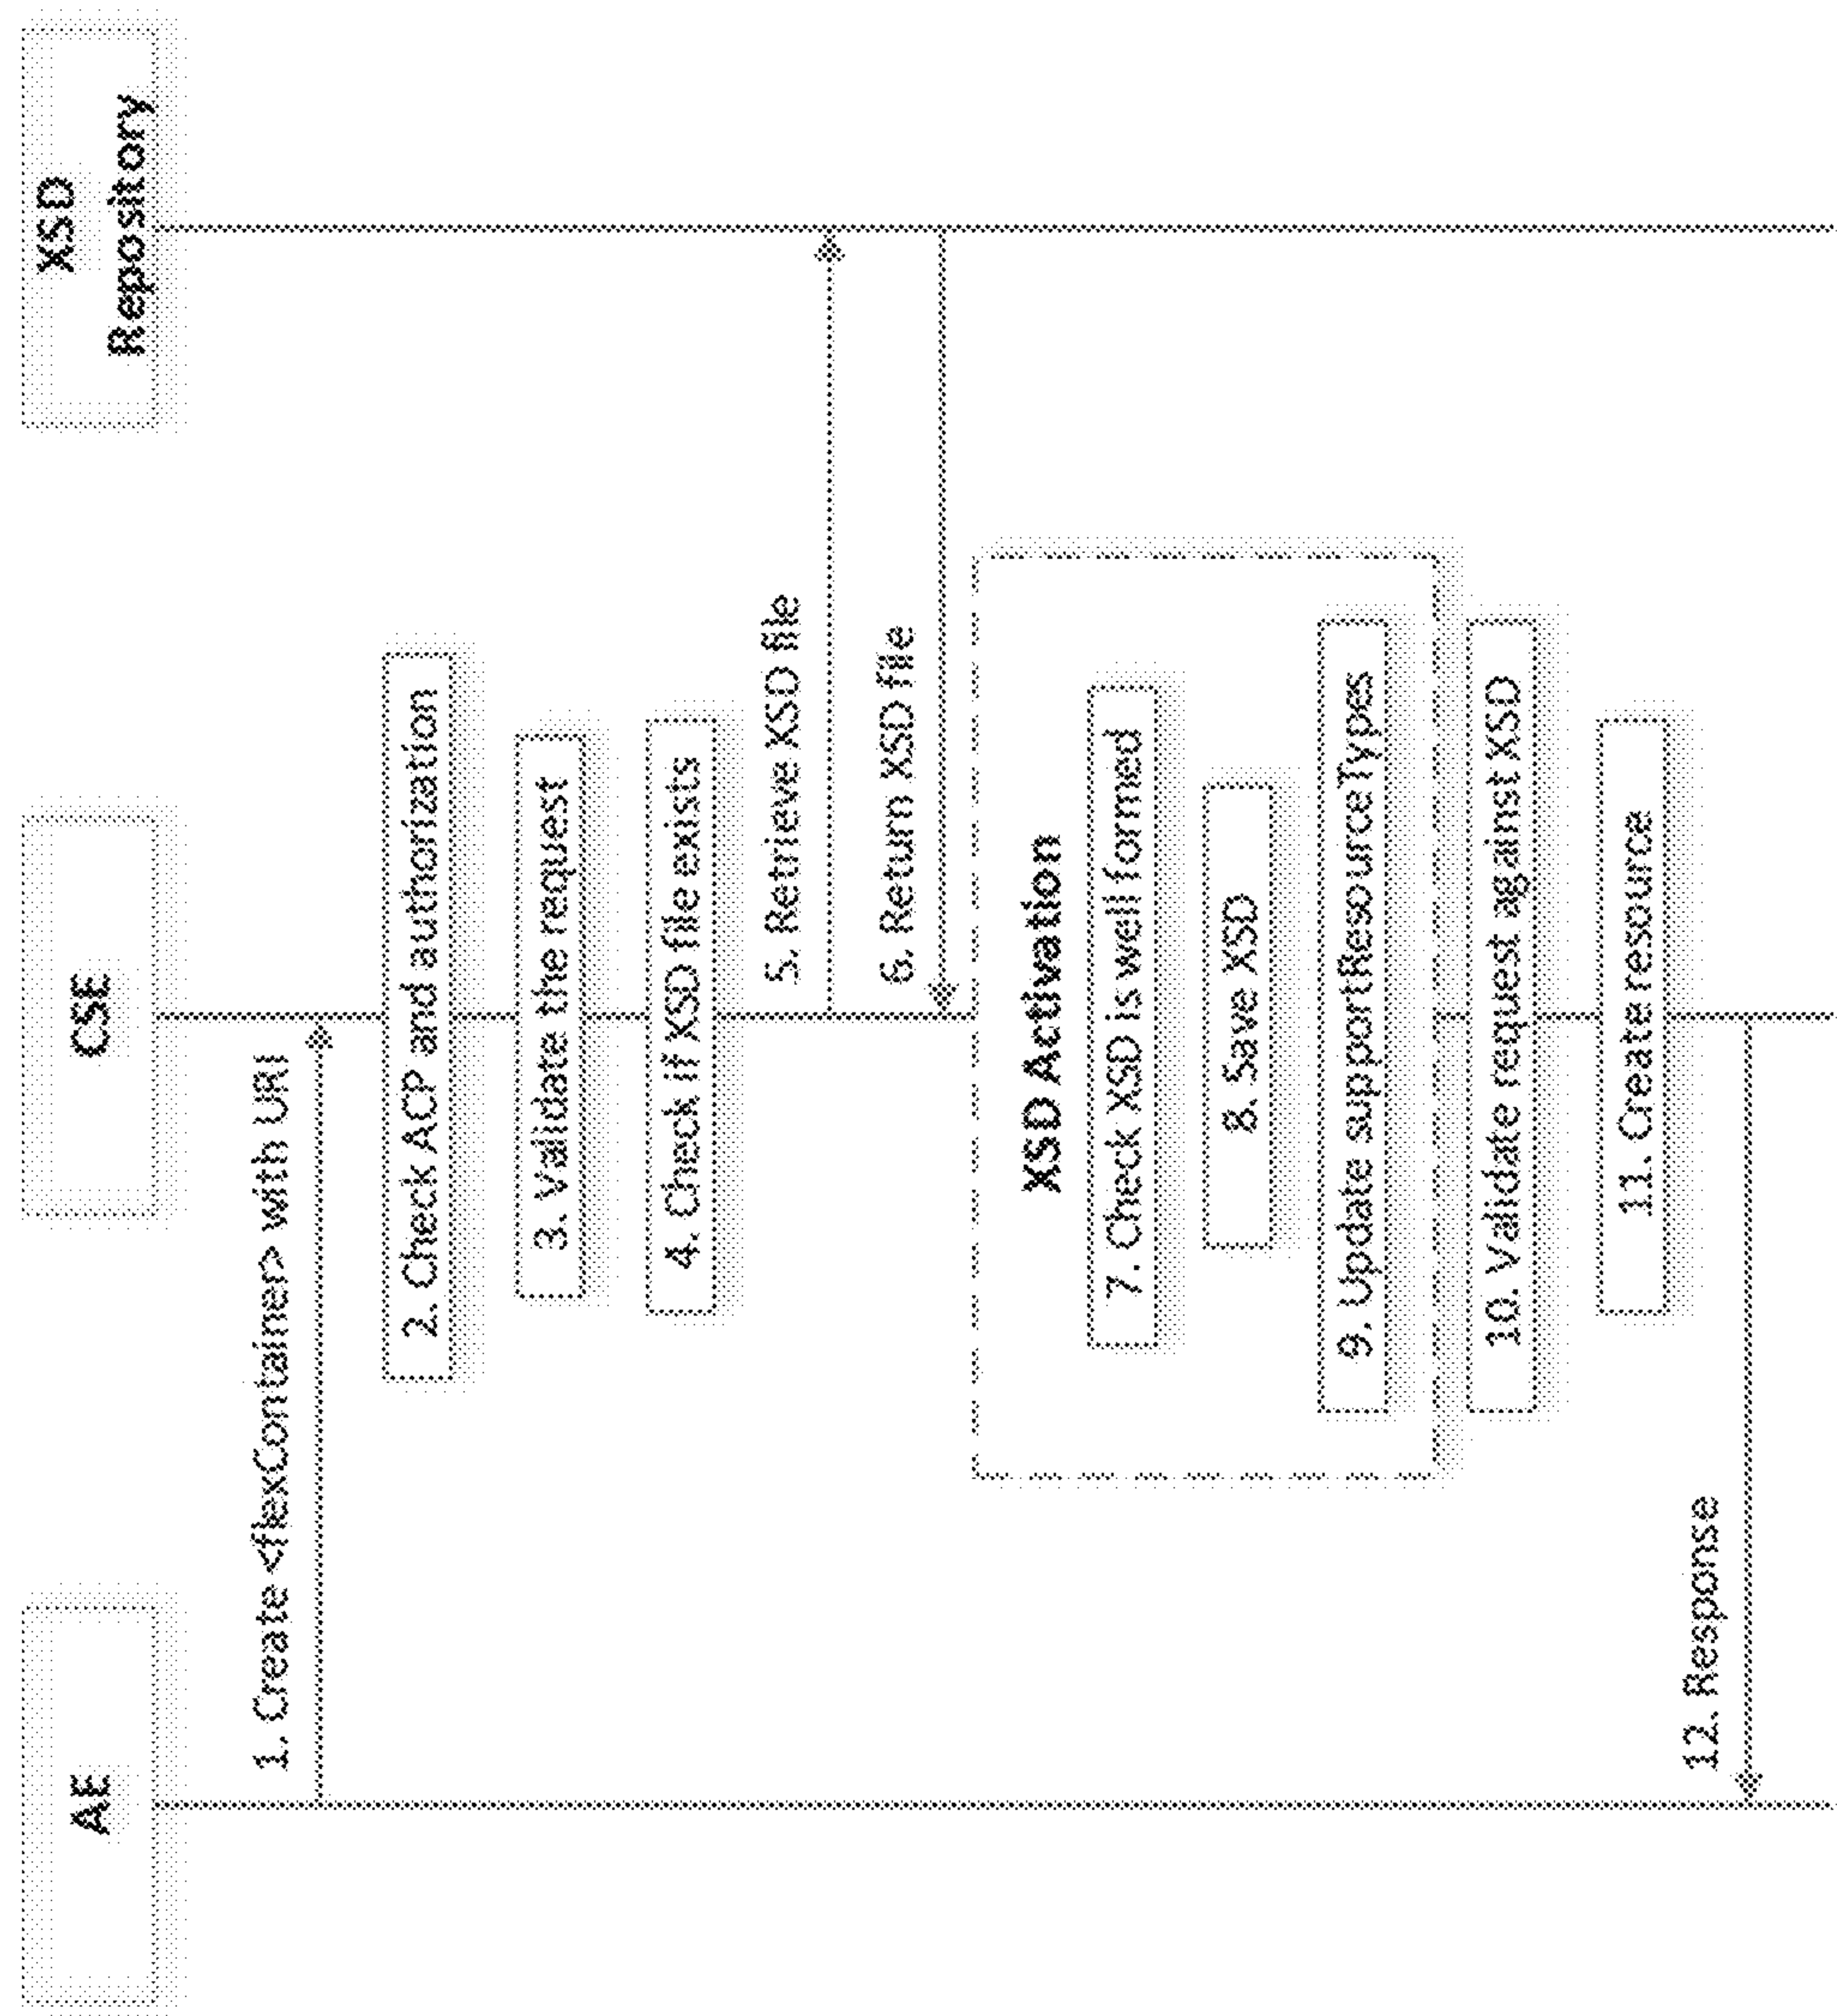 AE
CSE
XSD
Repository
1. Create <flexContainer> with URI
2. Check ACP and authorization
3. Validate the request
4. Check if XSD file exists
5. Retrieve XSD file
6. Return XSD file
XSD Activation
7. Check XSD is well formed
8. Save XSD
9. Update supportResourceTypes
10. Validate request against XSD
11. Create resource
12. Response